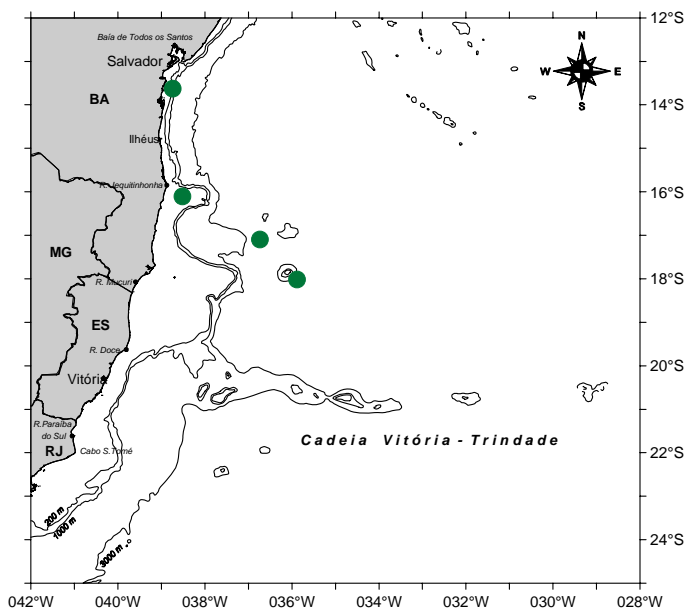 12°S
Baía de Todos os Santos
Salvador
N
W E
S
BA
14°S
Ilhéus
R. Jequitinhonha
16°S
MG
R. Mucuri
18°S
ES
R. Doce
20°S
Vitória
R.Paraíba
do Sul
Cadeia Vitória - Trindade
RJ
Cabo S.Tomé
22°S
200 m
1000 m
3000 m
24°S
042°W 040°W 038°W 036°W 034°W 032°W 030°W 028°W